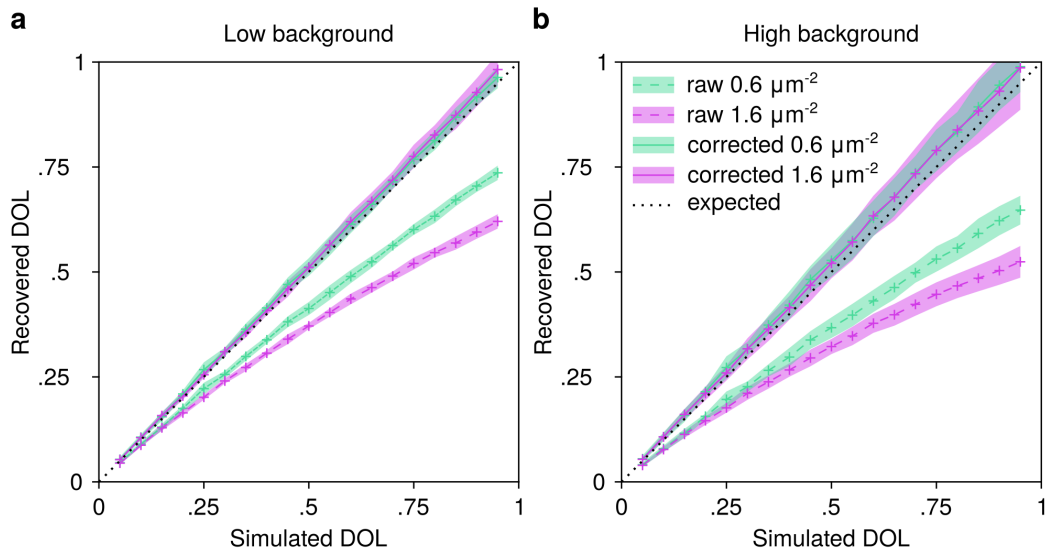 a
Low background
1
.75
.5
.25
0
0
.25
.5
.75
1
Recovered DOL
Simulated DOL
b
High background
raw 0.6 µm-2
raw 1.6 µm-2
corrected 0.6 µm-2
corrected 1.6 µm-2
expected
1
.75
.5
.25
0
0
.25
.5
.75
1
Recovered DOL
Simulated DOL